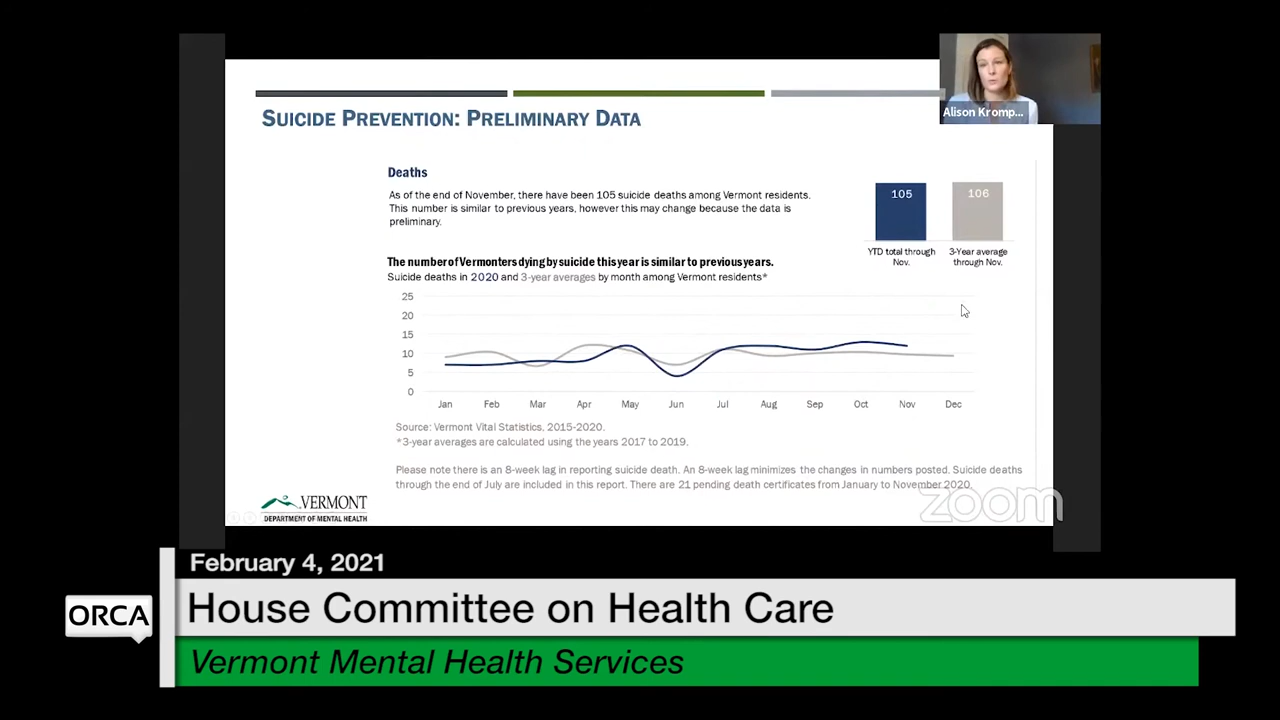 SUICIDE PREVENTION: PRELIMINARY DATA
Alison Kromp...
Deaths
As of the end of November, there have been 105 suicide deaths among Vermont residents.
This number is similar to previous years, however this may change because the data is
preliminary.
105 106
YTD total through
Nov.
3-Year average
through Nov.
The number of Vermonters dying by suicide this year is similar to previous years.
Suicide deaths in 2020 and 3-year averages by month among Vermont residents*
25
20
15
10
5
0
Jan Feb Mar Apr May Jun Jul Aug Sep Oct Nov Dec
Source: Vermont Vital Statistics, 2015-2020.
*3-year averages are calculated using the years 2017 to 2019.
Please note there is an 8-week lag in reporting suicide death. An 8-week lag minimizes the changes in numbers posted. Suicide deaths
through the end of July are included in this report. There are 21 pending death certificates from January to November 2020.
VERMONT
DEPARTMENT OF MENTAL HEALTH
zoom
February 4, 2021
ORCA
House Committee on Health Care
Vermont Mental Health Services